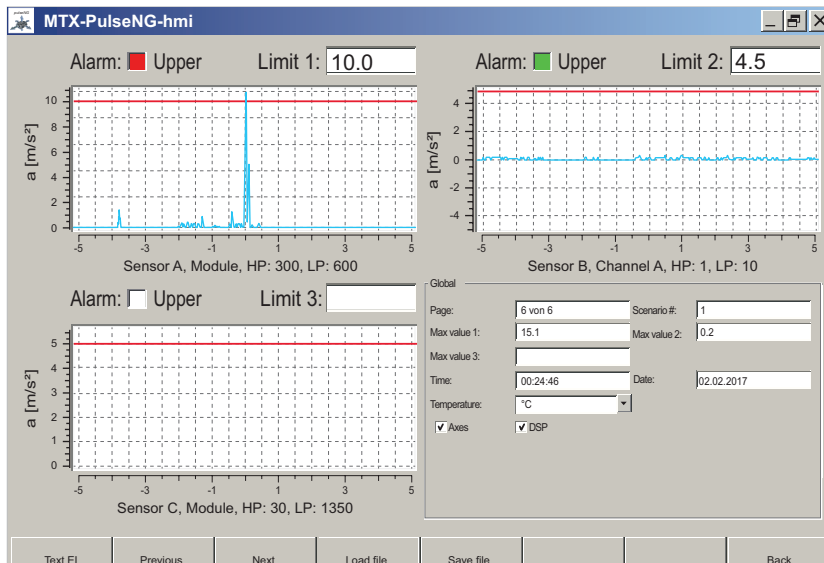 MTX-PulseNG-hmi
Alarm: Upper Limit 1: 10.0
10
8
6
4
2
0
a [m/s²]
-5 -3 -1 1 3 5
Sensor A, Module, HP: 300, LP: 600
Alarm: Upper Limit 2: 4.5
4
2
0
-2
-4
a [m/s²]
-5 -3 -1 1 3 5
Sensor B, Channel A, HP: 1, LP: 10
Alarm: Upper Limit 3:
5
4
3
2
1
0
a [m/s²]
-5 -3 -1 1 3 5
Sensor C, Module, HP: 30, LP: 1350
Global
Page: 6 von 6 Scenario #: 1
Max value 1: 15.1 Max value 2: 0.2
Max value 3:
Time: 00:24:46 Date: 02.02.2017
Temperature: °C
Axes DSP
Text FL Previous Next Load file Save file Back